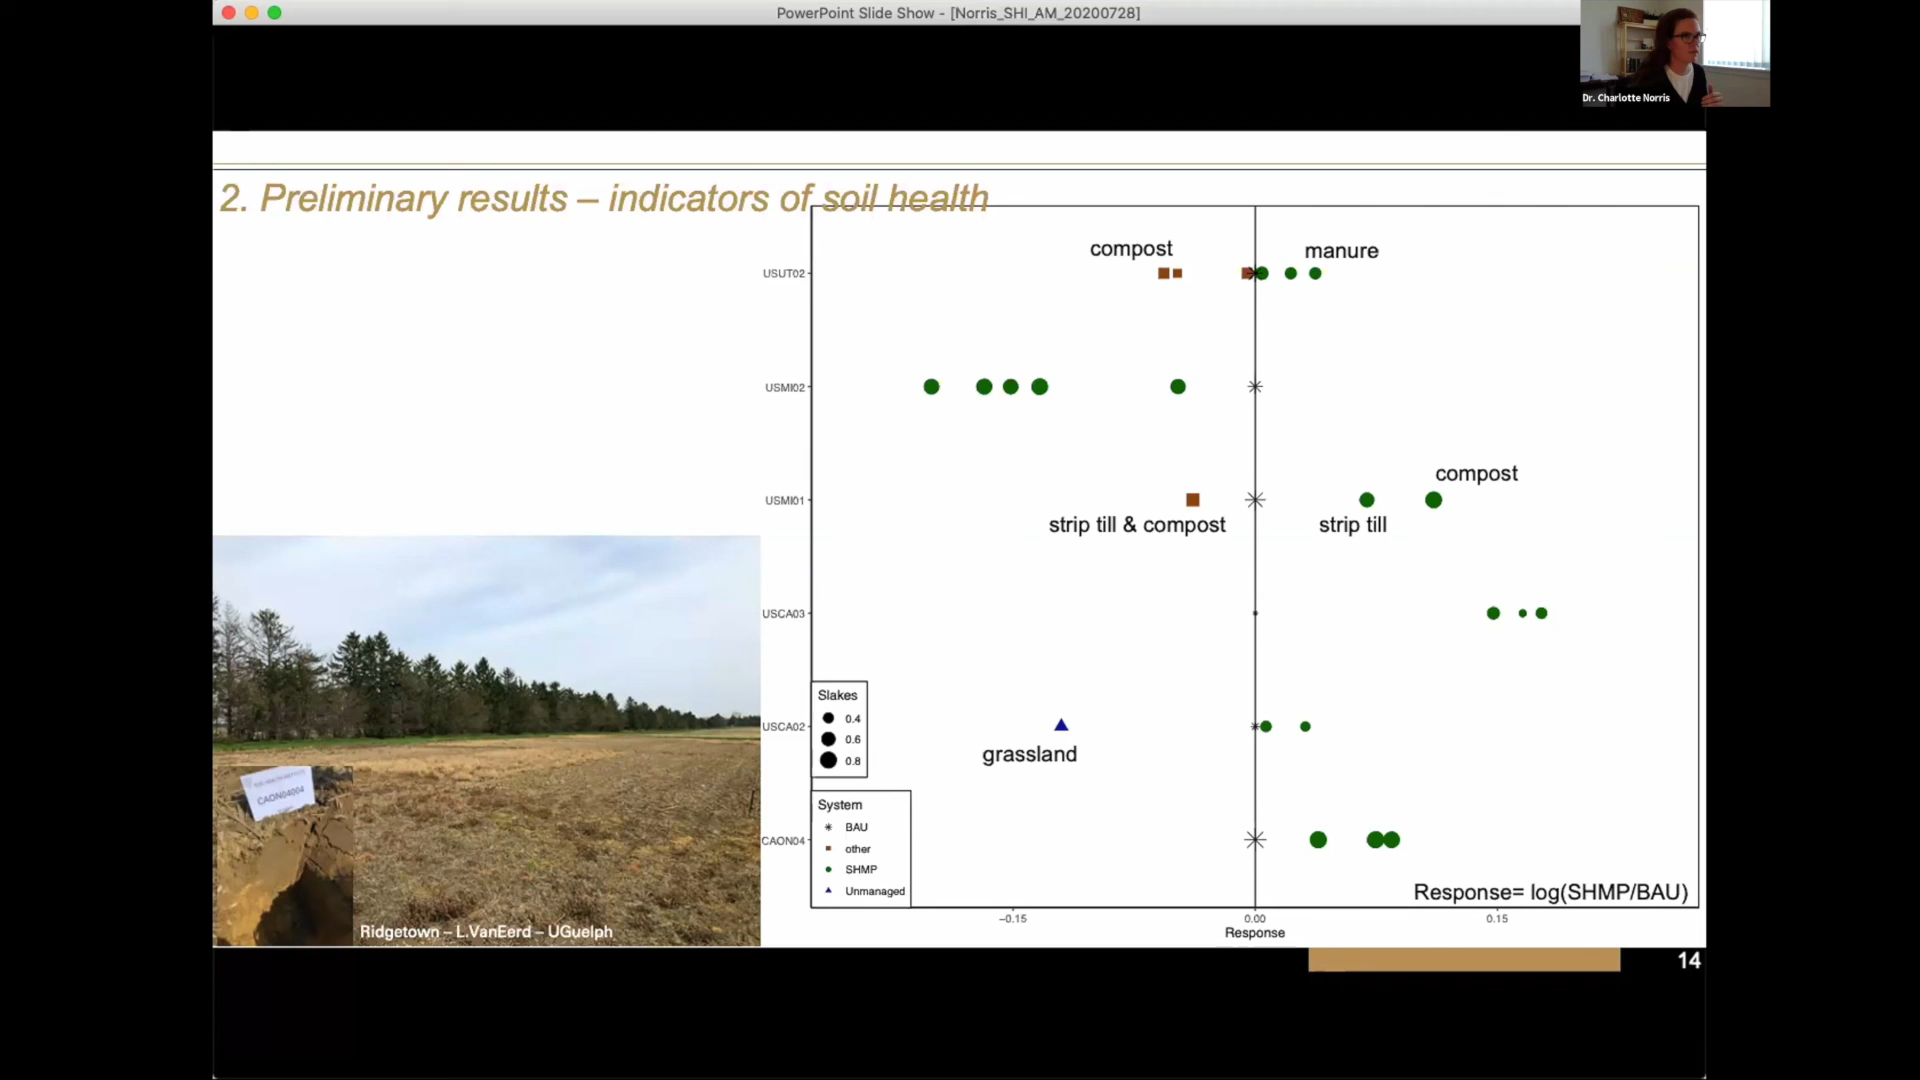 PowerPoint Slide Show - [Norris_SHI_AM_20200728]
Dr. Charlotte Norris
2. Preliminary results – indicators of soil health
compost
manure
USUT02
USMI02
compost
USMI01
strip till & compost
strip till
USCA03
Slakes
0.4
0.6
0.8
USCA02
grassland
System
BAU
other
SHMP
Unmanaged
CAON04
Response= log(SHMP/BAU)
−0.15
0.00
0.15
Response
CAON04004
Ridgetown – L.VanEerd – UGuelph
14